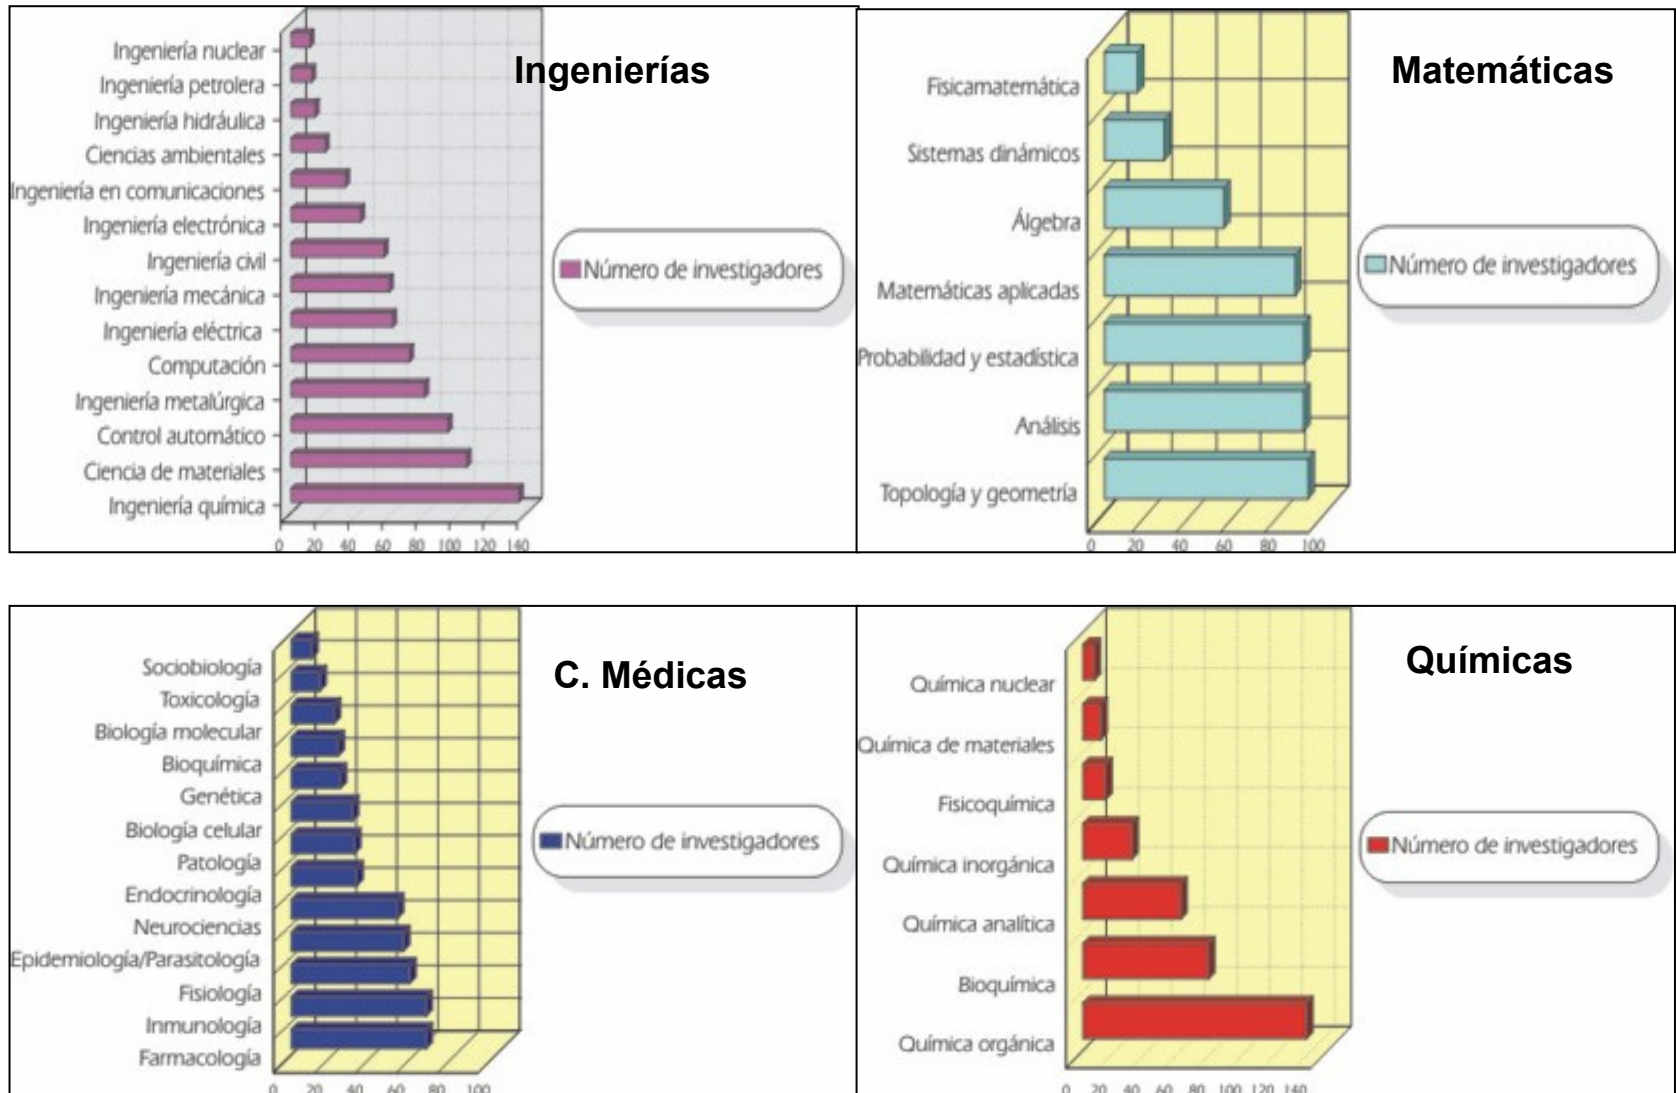 Ingenierías
Ingeniería nuclear
Ingeniería petrolera
Ingeniería hidráulica
Ciencias ambientales
Ingeniería en comunicaciones
Ingeniería electrónica
Ingeniería civil
Ingeniería mecánica
Ingeniería eléctrica
Computación
Ingeniería metalúrgica
Control automático
Ciencia de materiales
Ingeniería química
0 20 40 60 80 100 120 140
Número de investigadores
Matemáticas
Fisicamatemática
Sistemas dinámicos
Álgebra
Matemáticas aplicadas
Probabilidad y estadística
Análisis
Topología y geometría
0 20 40 60 80 100
Número de investigadores
C. Médicas
Sociobiología
Toxicología
Biología molecular
Bioquímica
Genética
Biología celular
Patología
Endocrinología
Neurociencias
Epidemiología/Parasitología
Fisiología
Inmunología
Farmacología
0 20 40 60 80 100
Número de investigadores
Químicas
Química nuclear
Química de materiales
Fisicoquímica
Química inorgánica
Química analítica
Bioquímica
Química orgánica
0 20 40 60 80 100 120 140
Número de investigadores